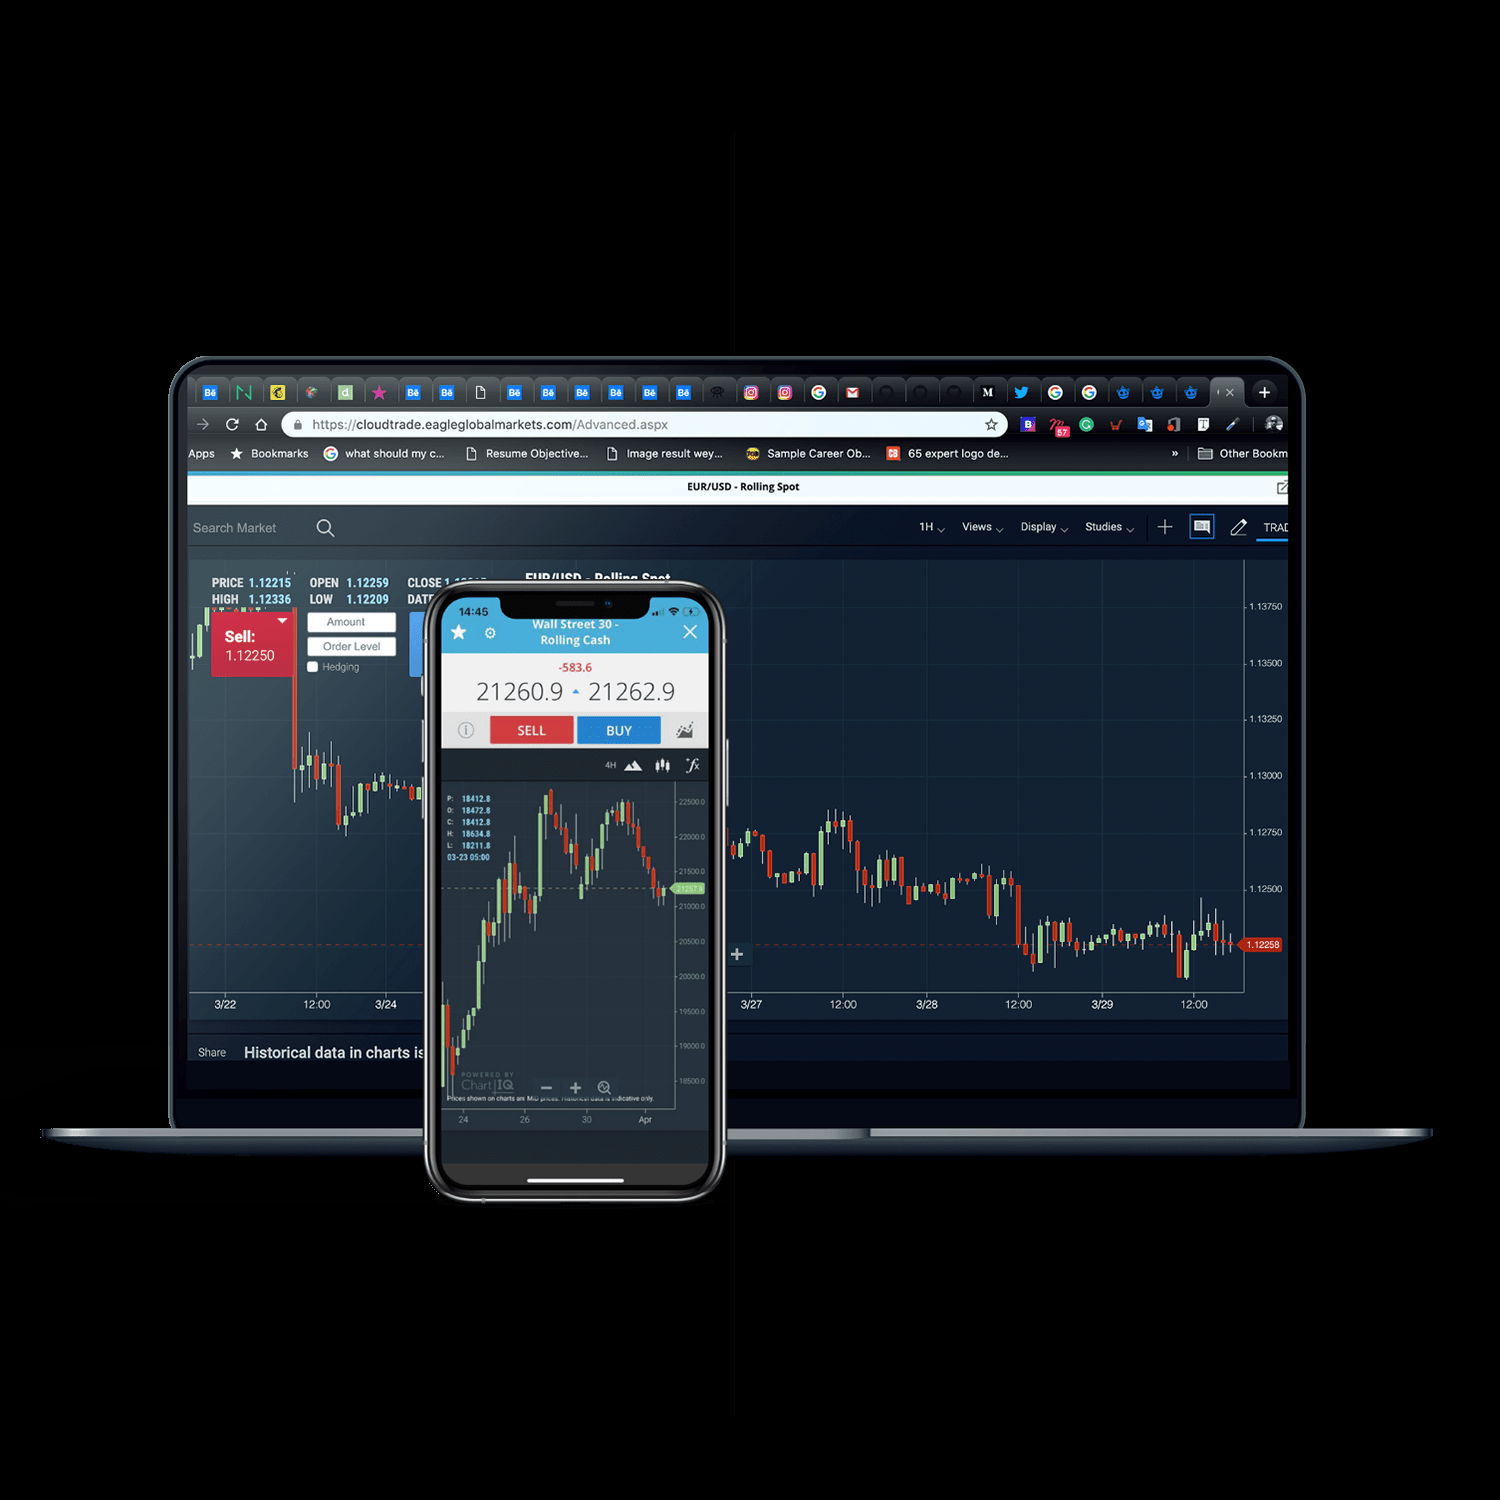 https://cloudtrade.eagleglobalmarkets.com/Advanced.aspx
Apps Bookmarks what should my c... Resume Objective... Image result wey... Sample Career Ob... 65 expert logo de... » Other Bookm
EUR/USD - Rolling Spot
Search Market 1H Views Display Studies TRAD
PRICE 1.12215 OPEN 1.12259 CLOSE
HIGH 1.12336 LOW 1.12209 DATE
EUR/USD - Rolling Spot
Sell:
1.12250
Amount
Order Level
Hedging
1.13750
1.13500
1.13250
1.13000
1.12750
1.12500
1.12258
3/22 12:00 3/24 3/27 12:00 3/28 12:00 3/29 12:00
Share Historical data in charts is
14:45
Wall Street 30 -
Rolling Cash
-583.6
21260.9 21262.9
SELL BUY
4H fx
P: 18412.8
O: 18472.8
C: 18412.8
H: 18634.8
L: 18211.8
03-23 05:00
22500.0
22000.0
21500.0
21257.8
21000.0
20500.0
20000.0
19500.0
19000.0
18500.0
POWERED BY
ChartIQ
Prices shown on charts are MID prices. Historical data is indicative only.
24 26 30 Apr